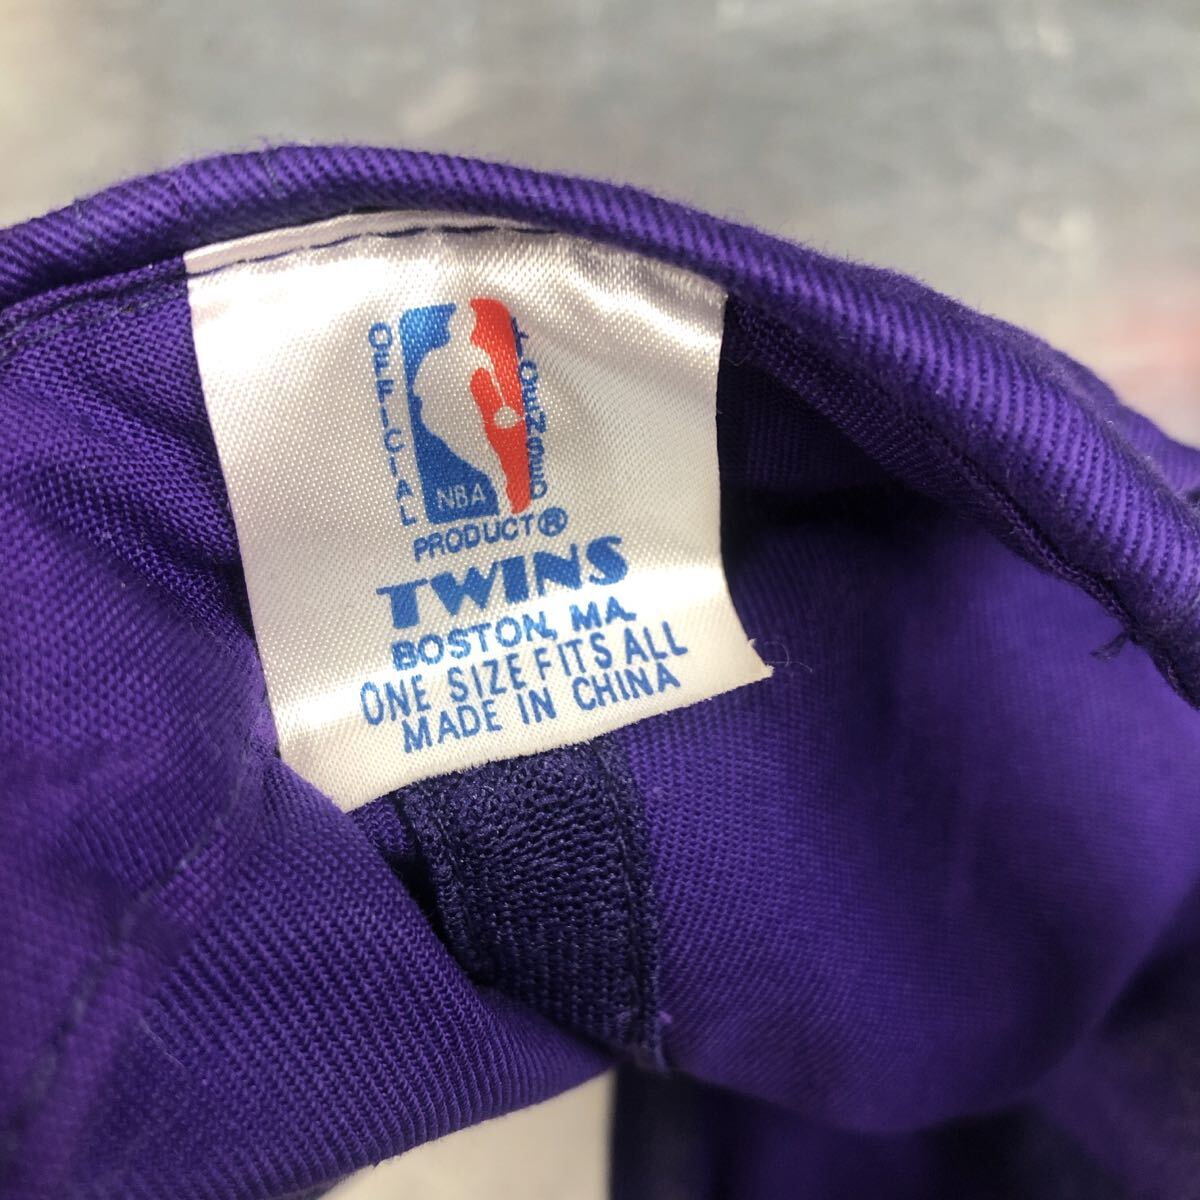 OFFICIAL
LICENSED
NBA
PRODUCT®
TWINS
BOSTON, MA.
ONE SIZE FITS ALL
MADE IN CHINA